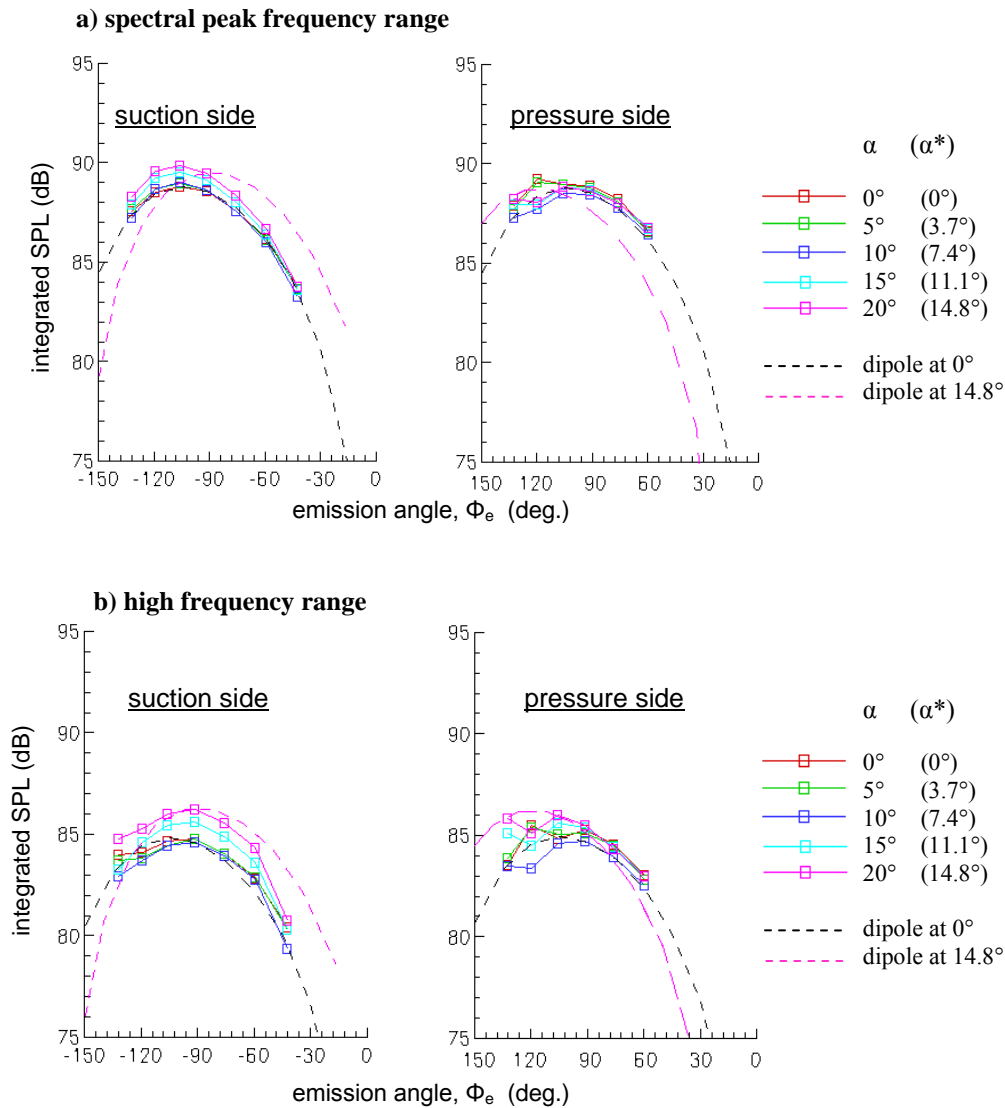 a) spectral peak frequency range
suction side
pressure side
integrated SPL (dB)
95
90
85
80
75
-150 -120 -90 -60 -30 0
95
90
85
80
75
150 120 90 60 30 0
emission angle, Φe (deg.)
α (α*)
0° (0°)
5° (3.7°)
10° (7.4°)
15° (11.1°)
20° (14.8°)
dipole at 0°
dipole at 14.8°
b) high frequency range
suction side
pressure side
integrated SPL (dB)
95
90
85
80
75
-150 -120 -90 -60 -30 0
95
90
85
80
75
150 120 90 60 30 0
emission angle, Φe (deg.)
α (α*)
0° (0°)
5° (3.7°)
10° (7.4°)
15° (11.1°)
20° (14.8°)
dipole at 0°
dipole at 14.8°